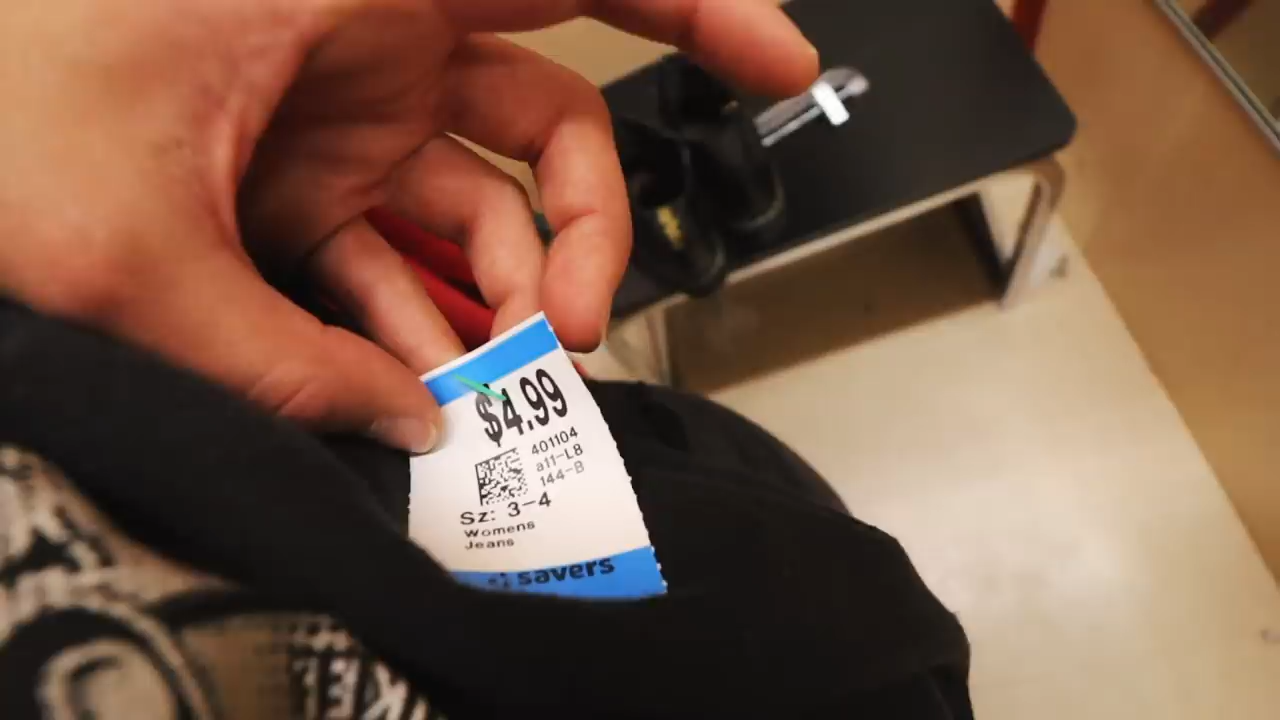 $4.99
401104
a11-L8
144-B
Sz: 3-4
Womens
Jeans
savers